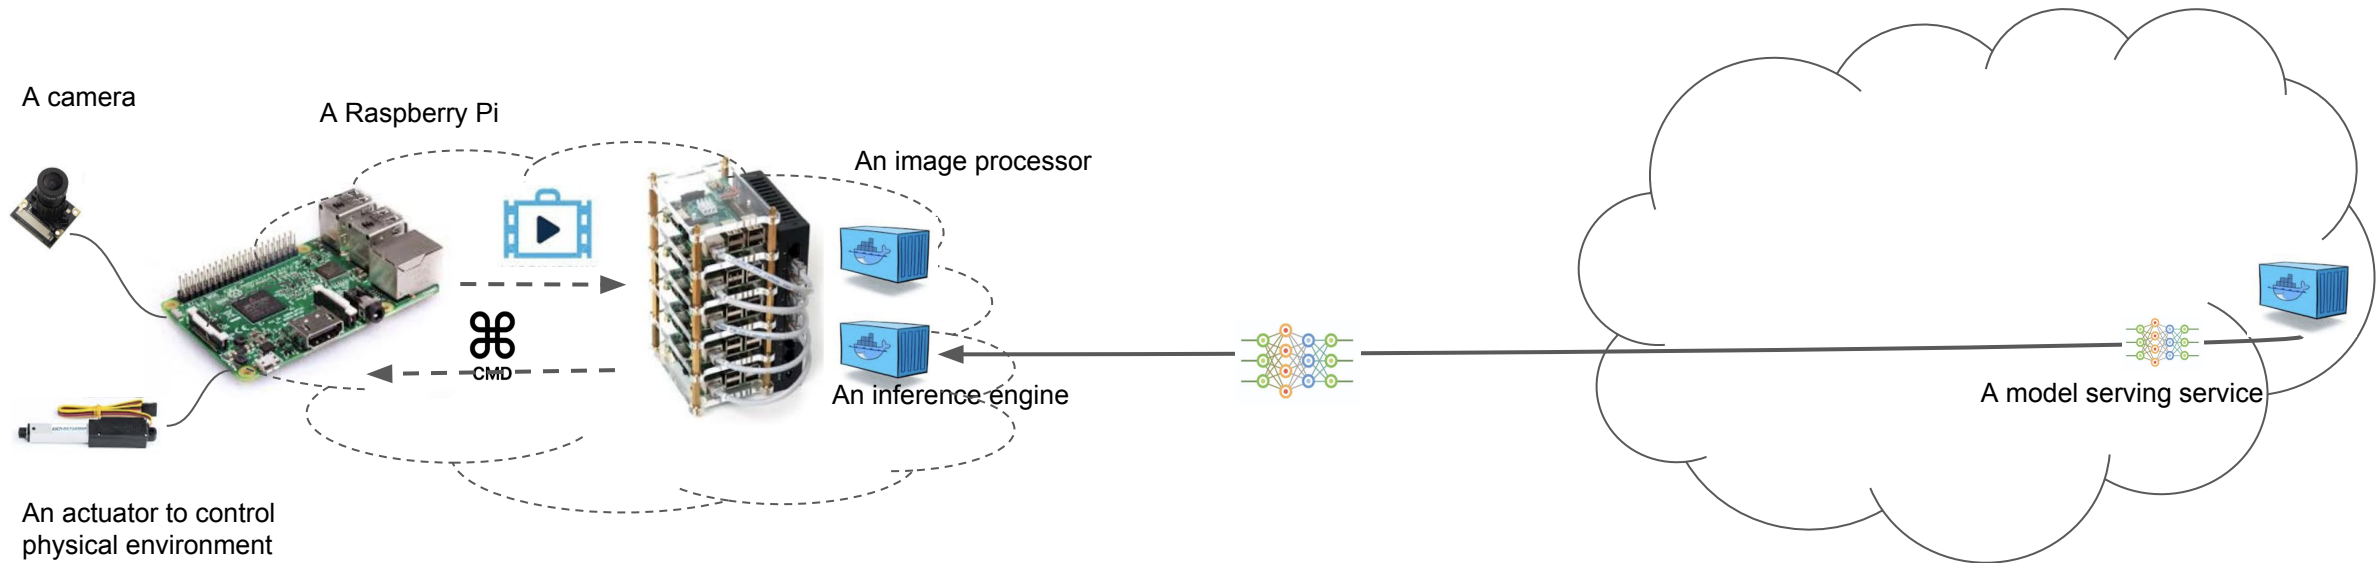 A camera
A Raspberry Pi
An image processor
CMD
An inference engine
A model serving service
An actuator to control
physical environment